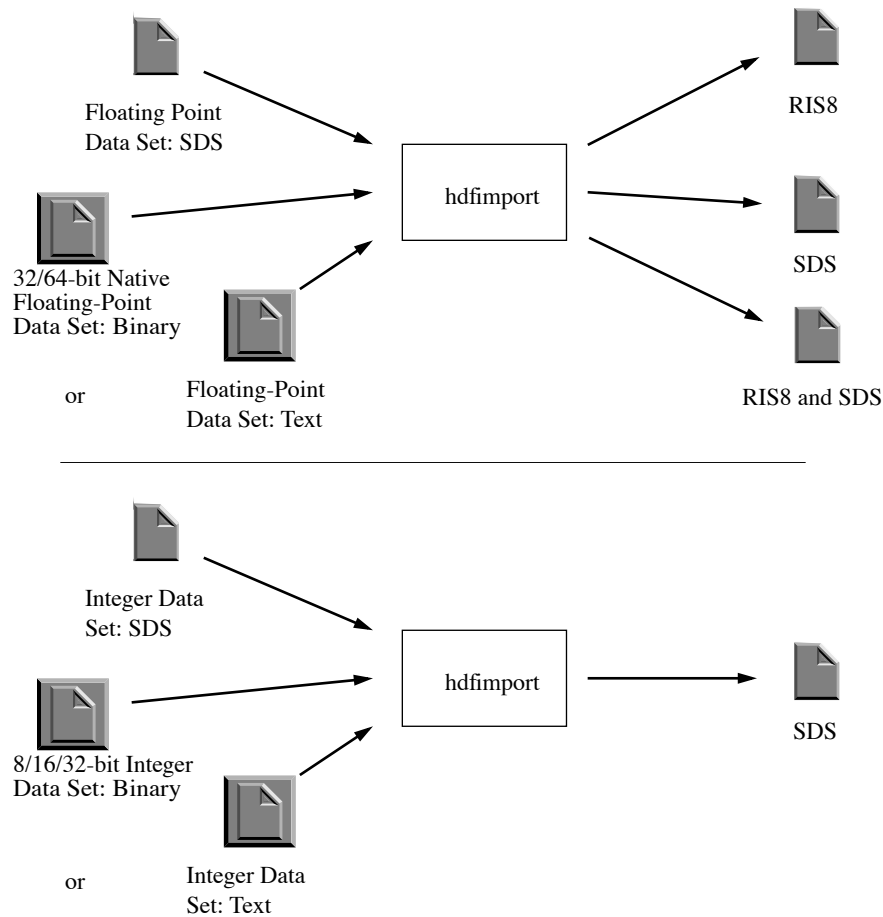 Floating Point
Data Set: SDS
RIS8
hdfimport
32/64-bit Native
Floating-Point
Data Set: Binary
SDS
or
Floating-Point
Data Set: Text
RIS8 and SDS
Integer Data
Set: SDS
hdfimport
8/16/32-bit Integer
Data Set: Binary
SDS
or
Integer Data
Set: Text